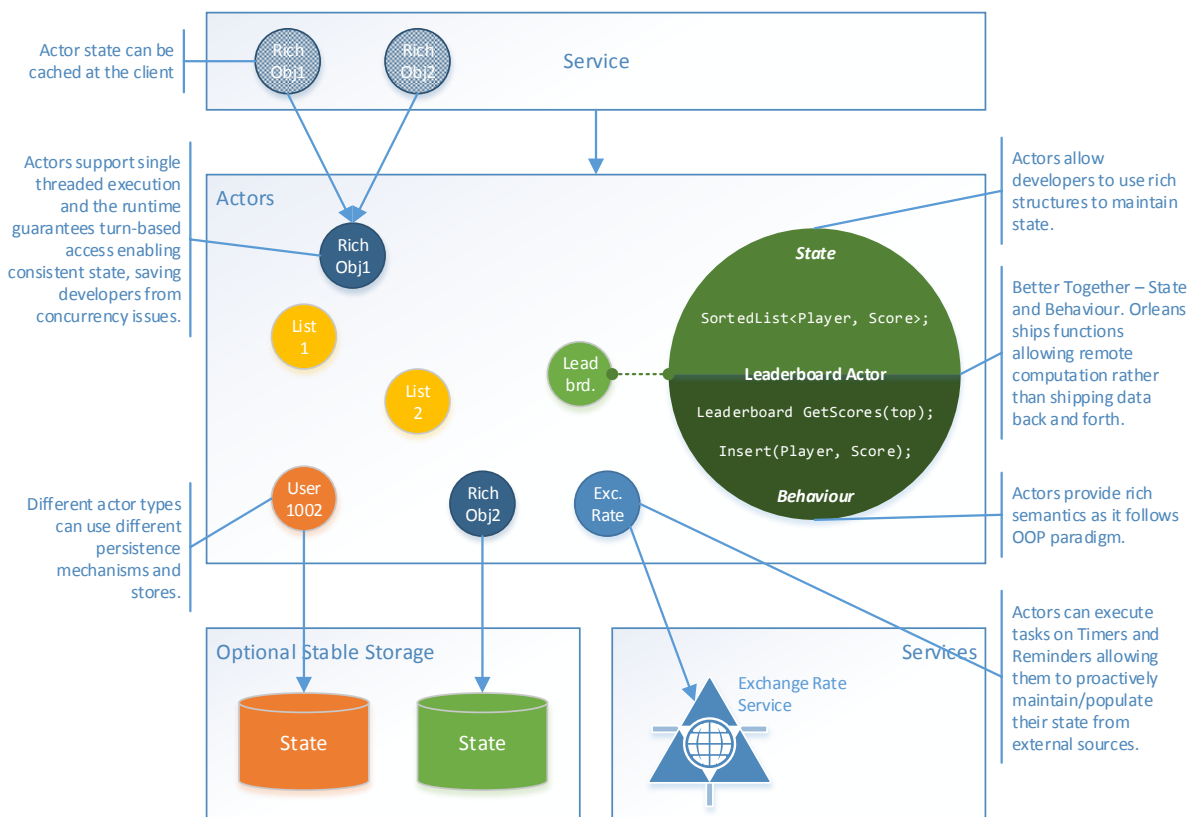 Actor state can be
cached at the client
Rich
Obj1
Rich
Obj2
Service
Actors support single
threaded execution
and the runtime
guarantees turn-based
access enabling
consistent state, saving
developers from
concurrency issues.
Actors
Rich
Obj1
List
1
List
2
Lead
brd.
State
SortedList<Player, Score>;
Leaderboard Actor
Leaderboard GetScores(top);
Insert(Player, Score);
Behaviour
Actors allow
developers to use rich
structures to maintain
state.
Better Together – State
and Behaviour. Orleans
ships functions
allowing remote
computation rather
than shipping data
back and forth.
Different actor types
can use different
persistence
mechanisms and
stores.
User
1002
Rich
Obj2
Exc.
Rate
Actors provide rich
semantics as it follows
OOP paradigm.
Optional Stable Storage
State
State
Services
Exchange Rate
Service
Actors can execute
tasks on Timers and
Reminders allowing
them to proactively
maintain/populate
their state from
external sources.